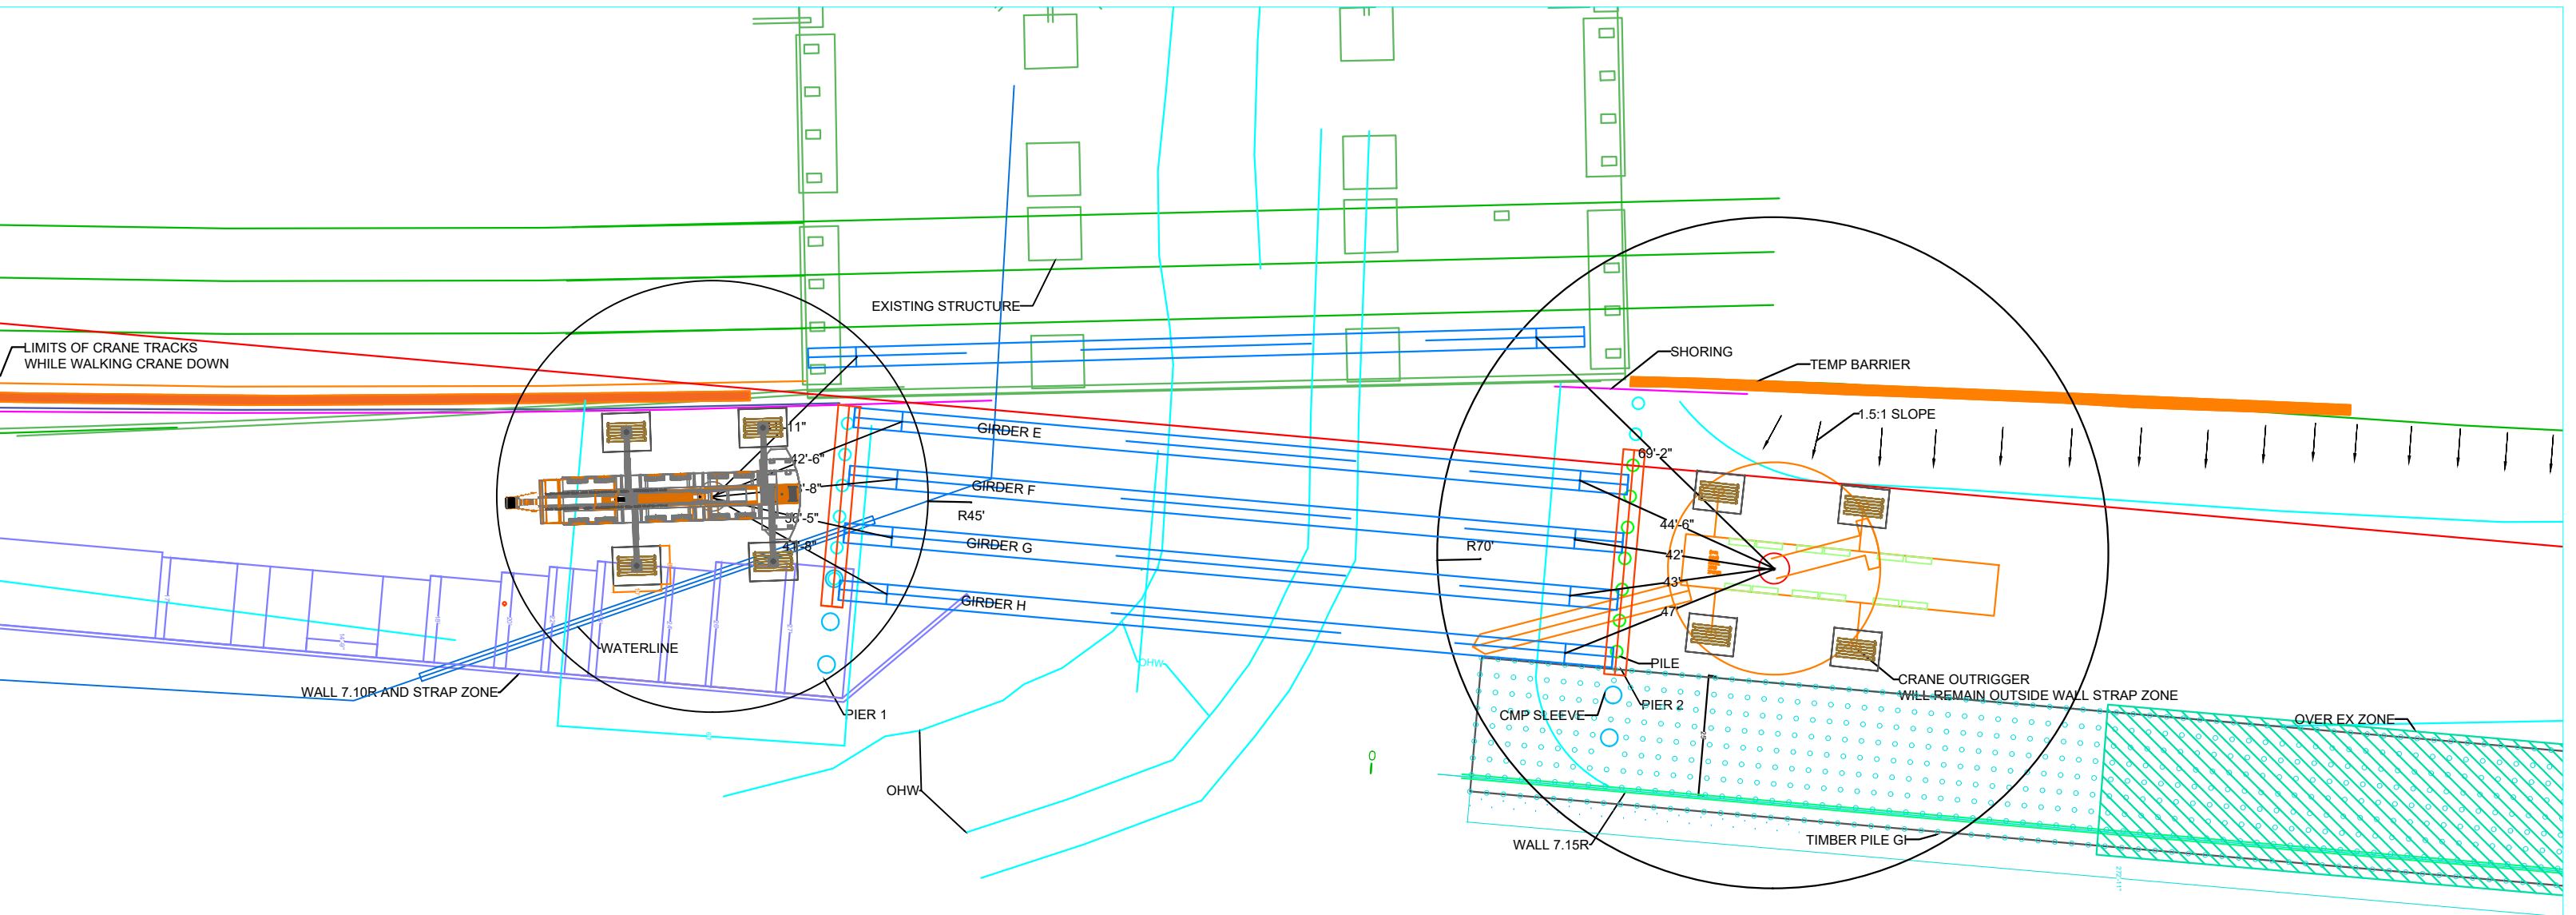 EXISTING STRUCTURE
LIMITS OF CRANE TRACKS
WHILE WALKING CRANE DOWN
SHORING
TEMP BARRIER
1.5:1 SLOPE
GIRDER E
42'-6"
69'-2"
GIRDER F
R45'
44'-6"
GIRDER G
R70'
42'
43'
41'-8"
GIRDER H
47'
WATERLINE
OHW
PILE
WALL 7.10R AND STRAP ZONE
CRANE OUTRIGGER
WILL REMAIN OUTSIDE WALL STRAP ZONE
PIER 1
PIER 2
CMP SLEEVE
OVER EX ZONE
OHW
WALL 7.15R
TIMBER PILE GI